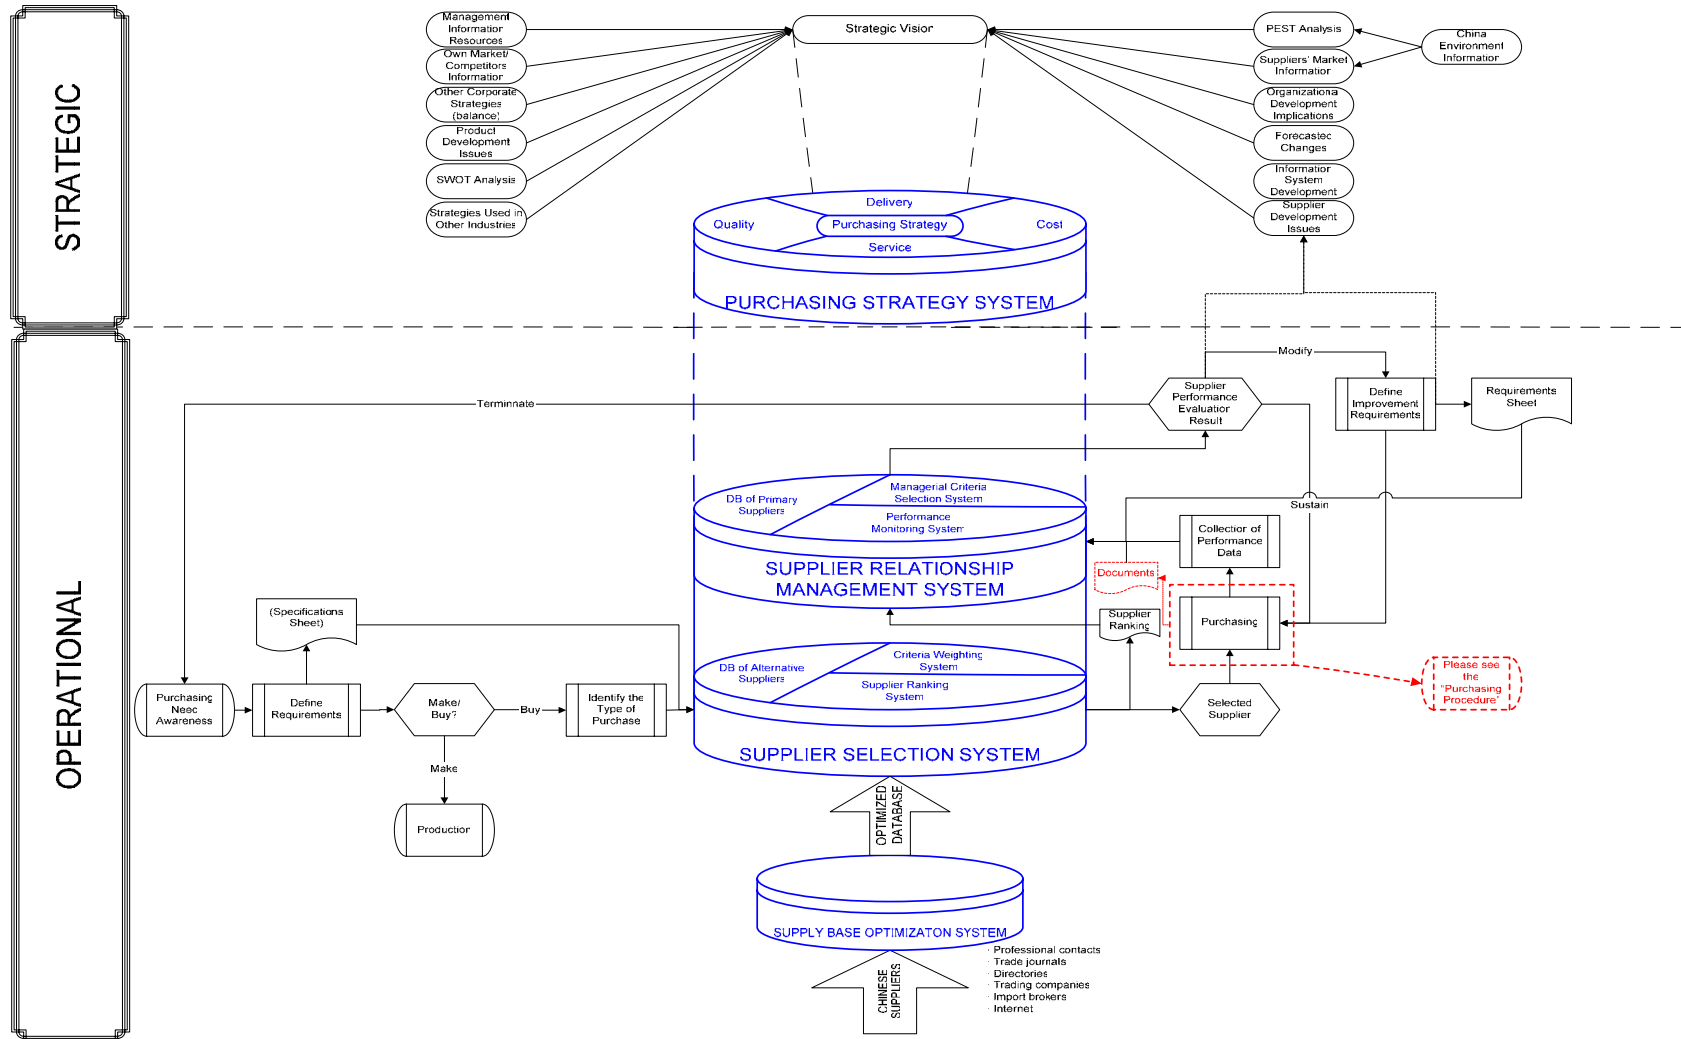 STRATEGIC
Management
Information
Resources
Own Market/
Competitors
Information
Other Corporate
Strategies
(balance)
Product
Development
Issues
SWOT Analysis
Strategies Used in
Other Industries
Strategic Vision
PEST Analysis
Suppliers' Market
Information
Organizational
Development
Implications
Forecasted
Changes
Information
System
Development
Supplier
Development
Issues
China
Environment
Information
Delivery
Quality
Purchasing Strategy
Cost
Service
PURCHASING STRATEGY SYSTEM
OPERATIONAL
Modify
Terminnate
Supplier
Performance
Evaluation
Result
Define
Improvement
Requirements
Requirements
Sheet
Sustain
DB of Primary
Suppliers
Managerial Criteria
Selection System
Performance
Monitoring System
SUPPLIER RELATIONSHIP
MANAGEMENT SYSTEM
Collection of
Performance
Data
Documents
Purchasing
Supplier
Ranking
(Specifications
Sheet)
Purchasing
Need
Awareness
Define
Requirements
Make/
Buy?
Buy
Identify the
Type of
Purchase
Make
Production
DB of Alternative
Suppliers
Criteria Weighting
System
Supplier Ranking
System
SUPPLIER SELECTION SYSTEM
Selected
Supplier
Please see
the
"Purchasing
Procedure"
OPTIMIZED
DATABASE
SUPPLY BASE OPTIMIZATON SYSTEM
CHINESE
SUPPLIERS
· Professional contacts
· Trade journals
· Directories
· Trading companies
· Import brokers
· Internet